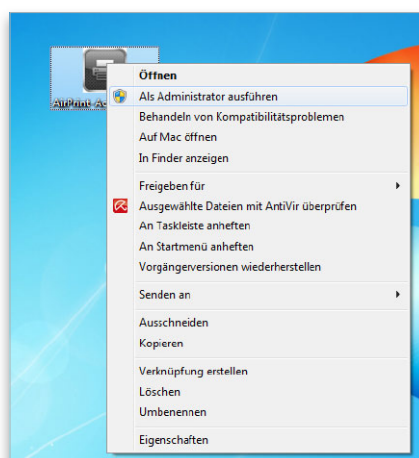 AirPrint
Öffnen
Als Administrator ausführen
Behandeln von Kompatibilitätsproblemen
Auf Mac öffnen
In Finder anzeigen
Freigeben für
Ausgewählte Dateien mit AntiVir überprüfen
An Taskleiste anheften
An Startmenü anheften
Vorgängerversionen wiederherstellen
Senden an
Ausschneiden
Kopieren
Verknüpfung erstellen
Löschen
Umbenennen
Eigenschaften